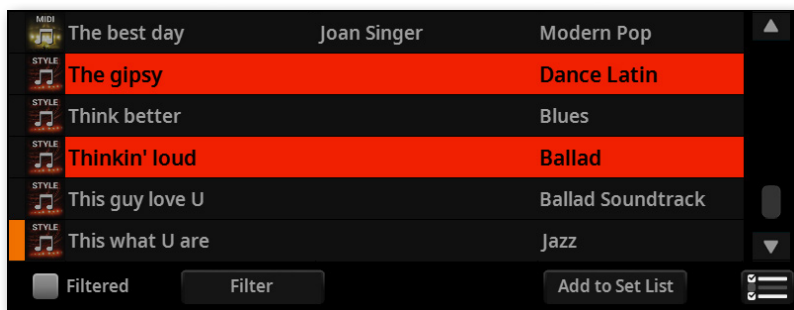 MIDI The best day Joan Singer Modern Pop
STYLE The gipsy Dance Latin
STYLE Think better Blues
STYLE Thinkin' loud Ballad
STYLE This guy love U Ballad Soundtrack
STYLE This what U are Jazz
Filtered Filter Add to Set List